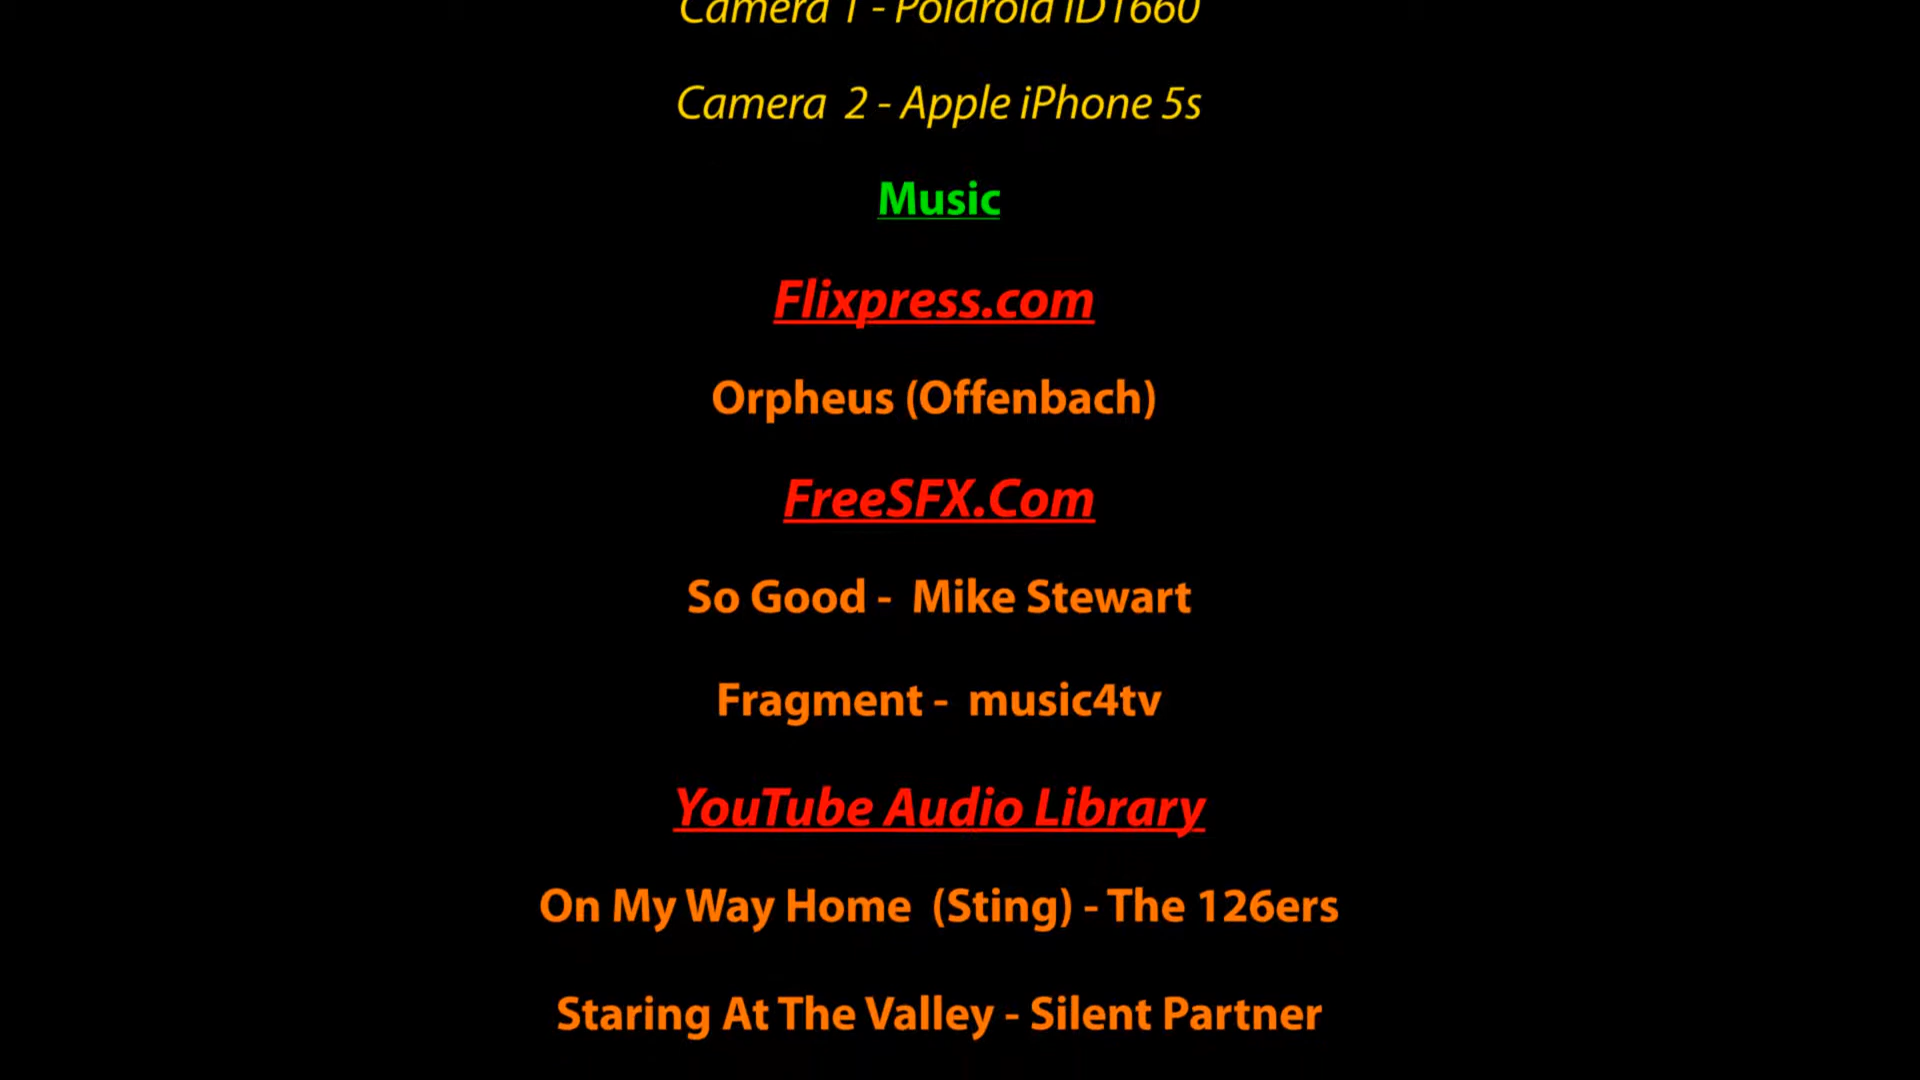 Camera 1 - Polaroid ID1660
Camera  2 - Apple iPhone 5s
Music
Flixpress.com
Orpheus (Offenbach)
FreeSFX.Com
So Good -  Mike Stewart
Fragment -  music4tv
YouTube Audio Library
On My Way Home  (Sting) - The 126ers
Staring At The Valley - Silent Partner